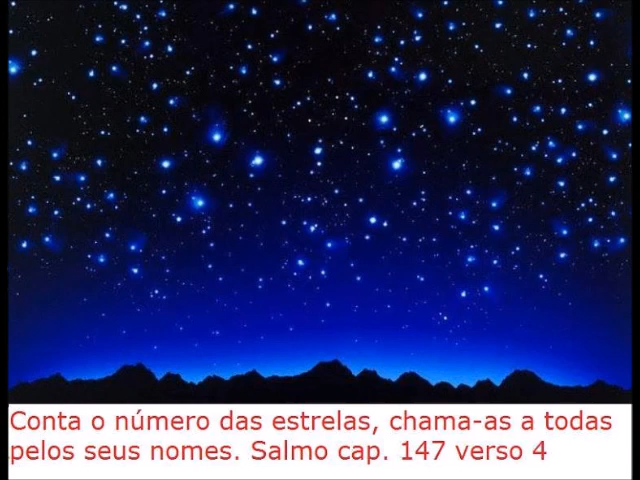 Conta o número das estrelas, chama-as a todas
pelos seus nomes. Salmo cap. 147 verso 4